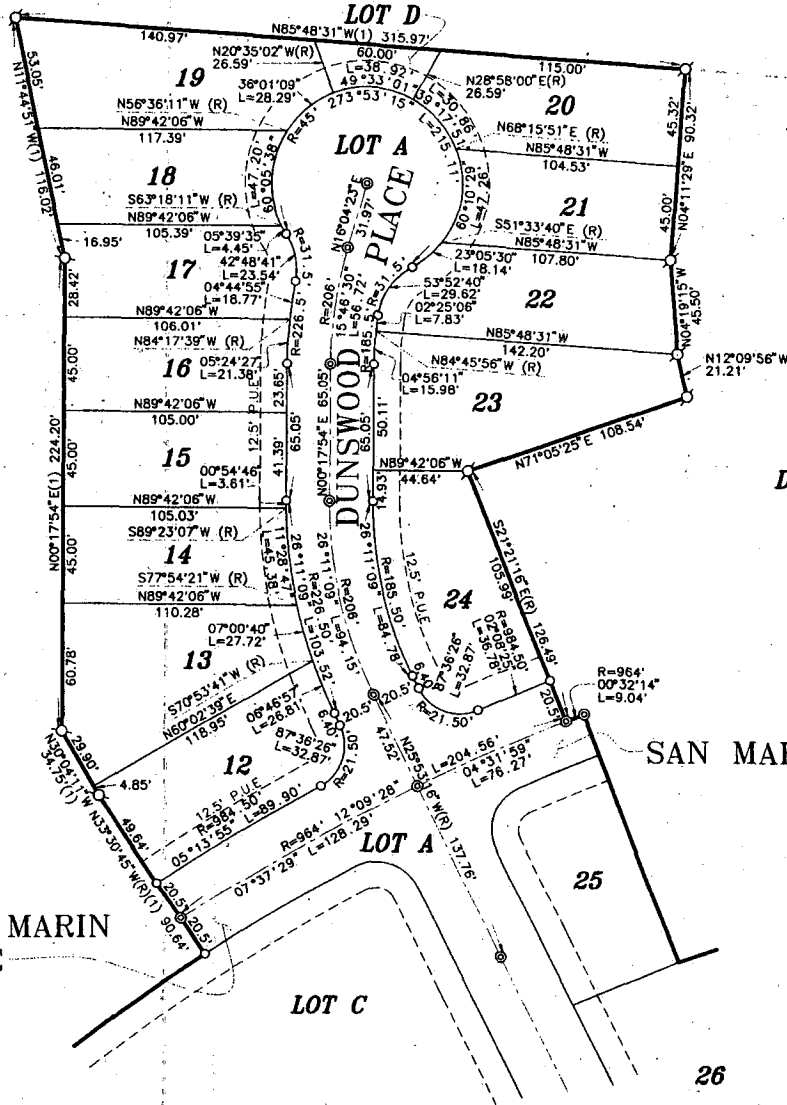 LOT D
N85°48'31"W(1) 315.97'
140.97'
N20°35'02"W(R)
26.59'
60.00'
L=38.92'
49°33'01"
115.00'
N28°58'00"E(R)
26.59'
53.05'
N11°44'51"W(1) 116.02'
19
36°01'09"
L=28.29'
R=45'
273°53'15"
39°17'51"
L=30.86'
L=215.11'
20
45.32'
N04°11'29"E 90.32'
N56°36'11"W (R)
N89°42'06"W
117.39'
LOT A
N68°15'51"E (R)
N85°48'31"W
104.53'
46.01'
18
L=47.20'
60°05'38"
60°10'29"
L=47.26'
21
45.00'
S63°18'11"W (R)
N89°42'06"W
105.39'
N16°04'23"E
31.97'
S51°33'40"E (R)
N85°48'31"W
107.80'
16.95'
05°39'35"
L=4.45'
R=31.5'
R=31.5'
23°05'30"
L=18.14'
28.42'
17
42°48'41"
L=23.54'
04°44'55"
L=18.77'
R=226.5'
R=206'
15°46'30"
L=56.72'
R=185.5'
53°52'40"
L=29.62'
02°25'06"
L=7.83'
22
N04°19'15"W
45.50'
N89°42'06"W
106.01'
N84°17'39"W (R)
N85°48'31"W
142.20'
N84°45'56"W (R)
N12°09'56"W
21.21'
45.00'
16
05°24'27"
L=21.38'
23.65'
04°56'11"
L=15.98'
23
N89°42'06"W
105.00'
12.5' P.U.E.
65.05'
N00°17'54"E 65.05'
DUNSWOOD PLACE
65.05'
50.11'
N71°05'25"E 108.54'
N00°17'54"E(1) 224.20'
45.00'
15
00°54'46"
L=3.61'
41.39'
N89°42'06"W
44.64'
14.93'
D
N89°42'06"W
105.03'
S89°23'07"W (R)
45.00'
14
11°28'47"
L=45.38'
S77°54'21"W (R)
N89°42'06"W
110.28'
26°11'09"
R=226.50'
L=103.52'
26°11'09"
R=206'
L=94.15'
26°11'09"
R=185.50'
L=84.78'
12.5' P.U.E
S21°21'16"E(R) 126.49'
105.99'
24
60.78'
13
07°00'40"
L=27.72'
S70°53'41"W (R)
N60°02'39"E
118.95'
06°46'57"
L=26.81'
6.40'
20.5'
20.5'
6.40'
87°36'26"
L=32.87'
R=21.50'
R=984.50'
02°08'25"
L=36.78'
20.5'
R=964'
00°32'14"
L=9.04'
29.90'
N30°04'11"W
34.75'(1)
4.85'
12
87°36'26"
L=32.87'
R=21.50'
47.52'
L=204.56'
04°31'59"
L=76.27'
SAN MAR
12.5' P.U.E
R=984.50'
05°13'55"
L=89.90'
N25°53'16"W(R) 137.76'
49.64'
N33°30'45"W(R)(1) 90.64'
R=964'
12°09'28"
07°37'29"
L=128.29'
LOT A
20.5'
20.5'
25
MARIN
LOT C
26